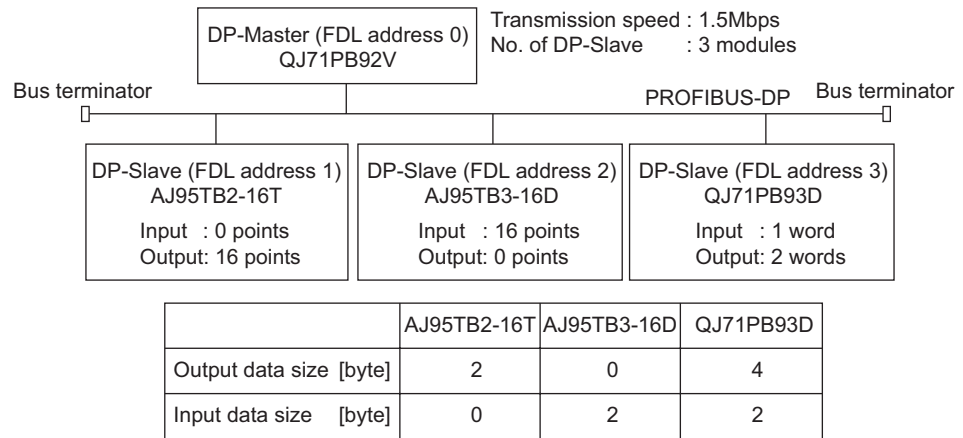 DP-Master (FDL address 0)
QJ71PB92V
Transmission speed : 1.5Mbps
No. of DP-Slave : 3 modules
Bus terminator
PROFIBUS-DP
Bus terminator
DP-Slave (FDL address 1)
AJ95TB2-16T
Input : 0 points
Output: 16 points
DP-Slave (FDL address 2)
AJ95TB3-16D
Input : 16 points
Output: 0 points
DP-Slave (FDL address 3)
QJ71PB93D
Input : 1 word
Output: 2 words
AJ95TB2-16T AJ95TB3-16D QJ71PB93D
Output data size [byte] 2 0 4
Input data size [byte] 0 2 2